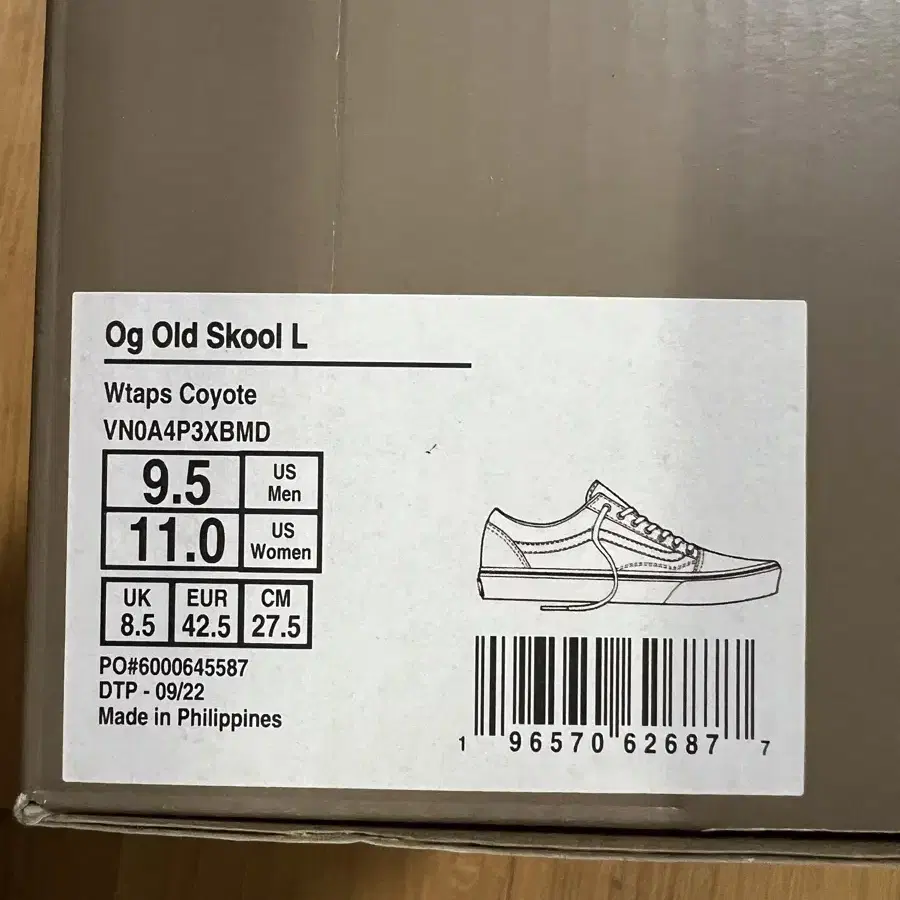 Og Old Skool L
Wtaps Coyote
VN0A4P3XBMD
9.5 US Men
11.0 US Women
UK EUR CM
8.5 42.5 27.5
PO#6000645587
DTP - 09/22
Made in Philippines
1 96570 62687 7